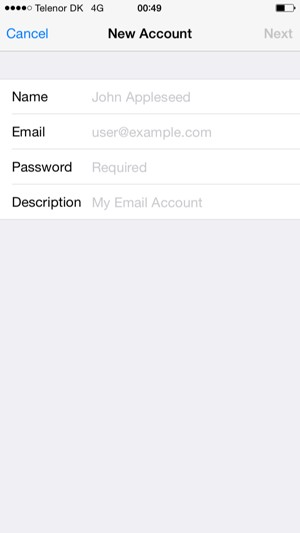 Telenor DK 4G 00:49
Cancel New Account Next
Name John Appleseed
Email user@example.com
Password Required
Description My Email Account